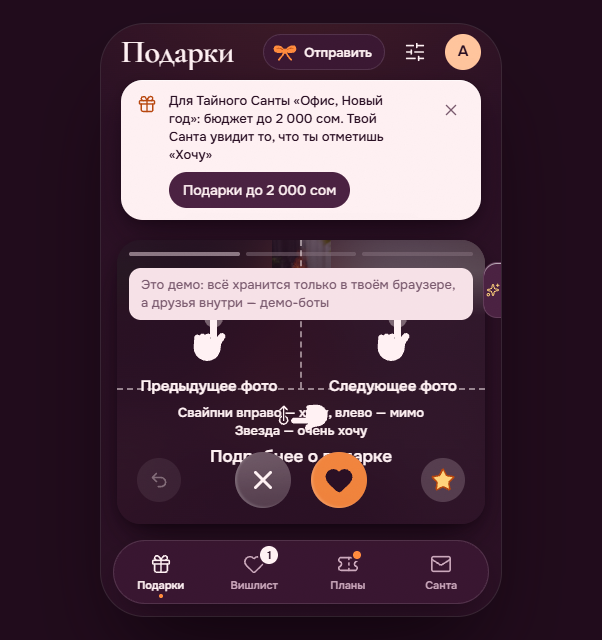 Подарки
Отправить
А
Для Тайного Санты «Офис, Новый
год»: бюджет до 2 000 сом. Твой
Санта увидит то, что ты отметишь
«Хочу»
Подарки до 2 000 сом
Это демо: всё хранится только в твоём браузере,
а друзья внутри — демо-боты
Предыдущее фото
Следующее фото
Свайпни вправо — хочу, влево — мимо
Звезда — очень хочу
Подробнее о подарке
1
Подарки
Вишлист
Планы
Санта